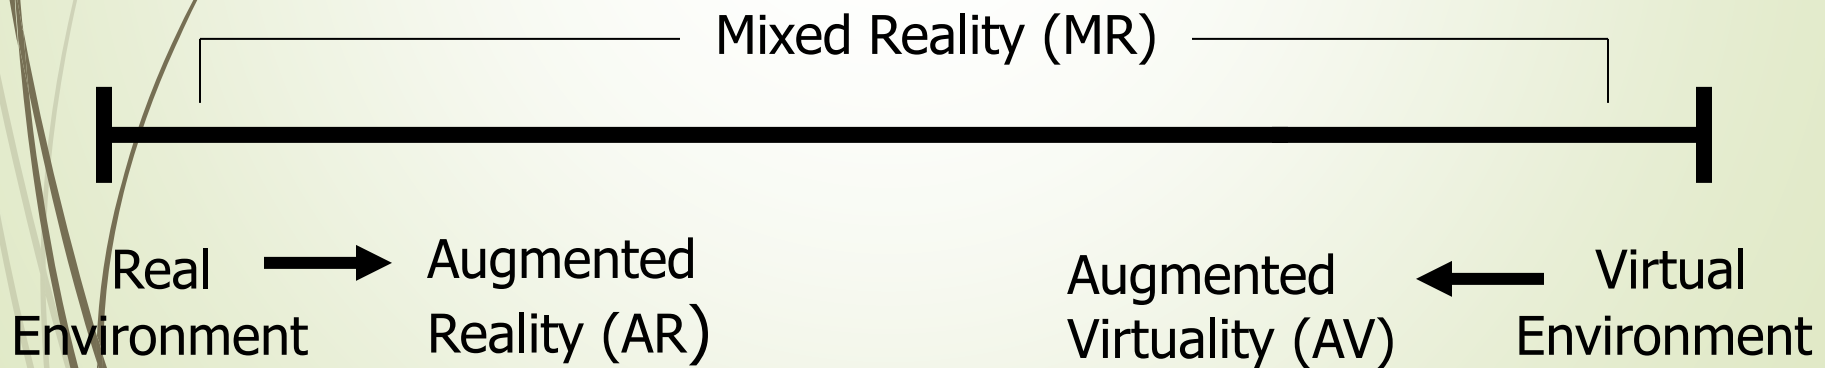 Mixed Reality (MR)
Real
Environment
Augmented
Reality (AR)
Augmented
Virtuality (AV)
Virtual
Environment